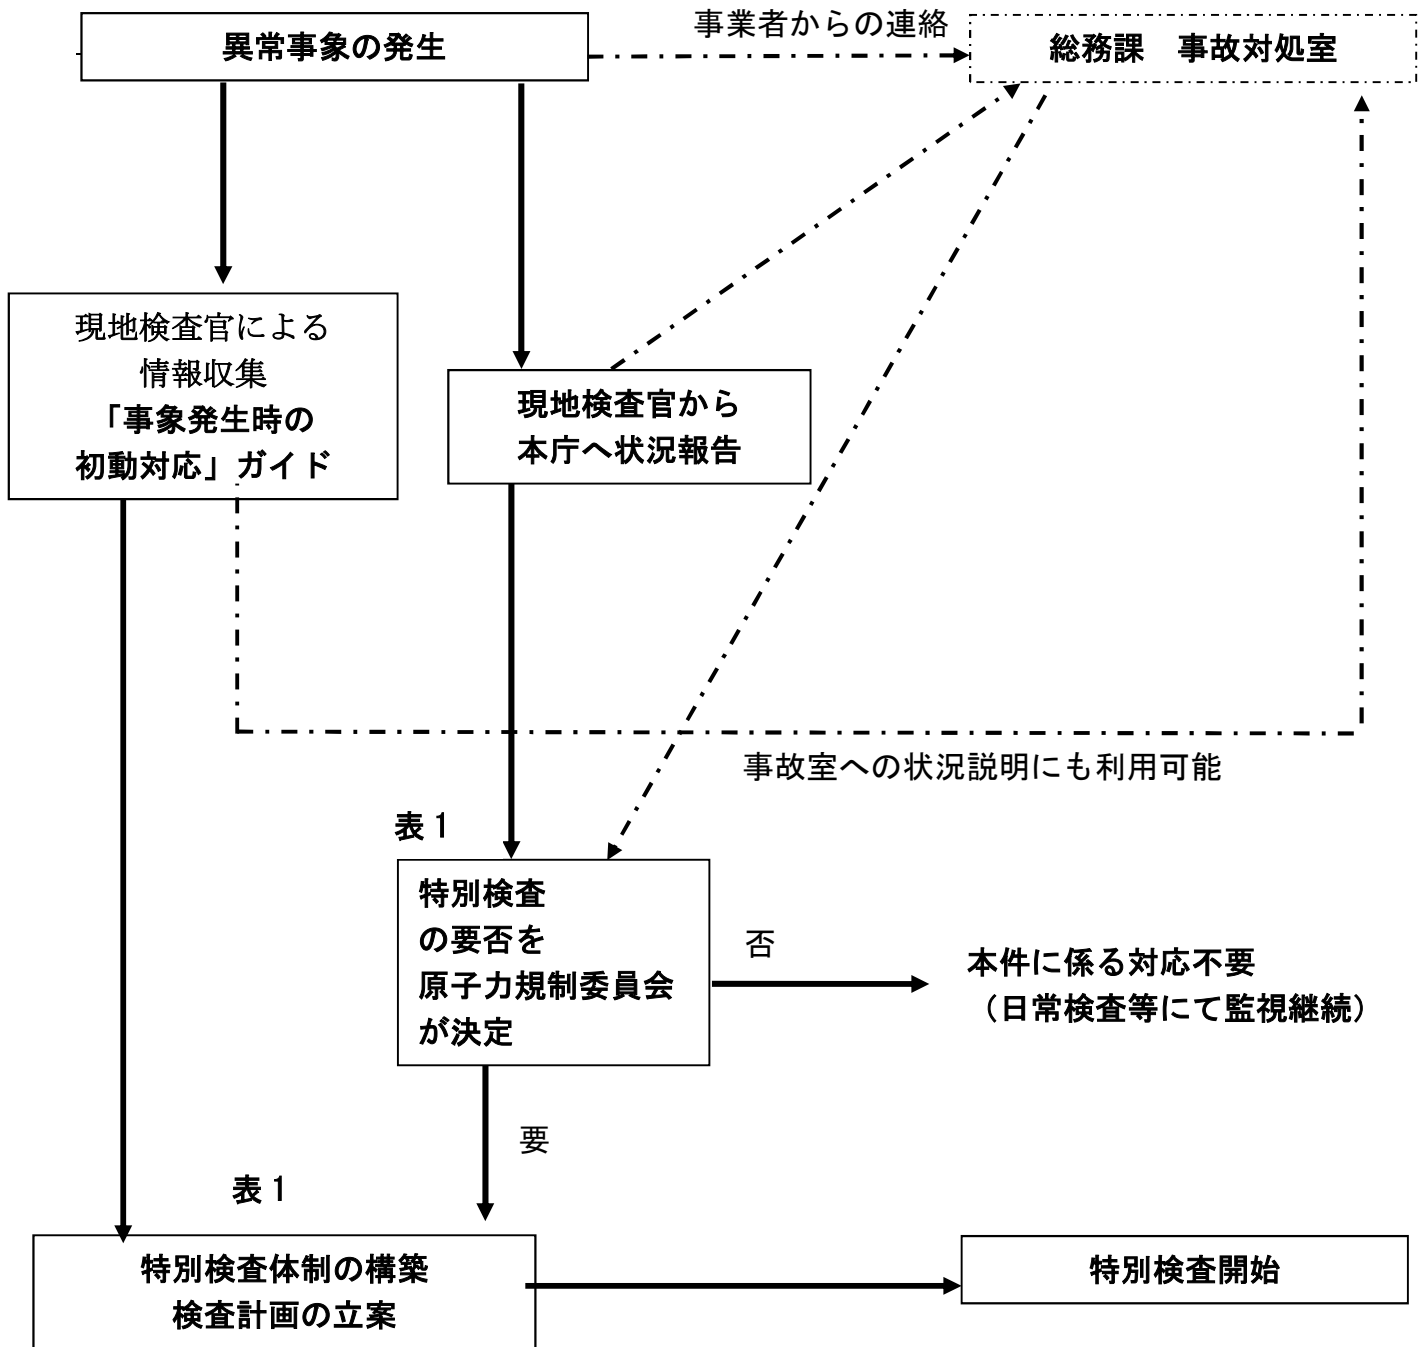 異常事象の発生
事業者からの連絡
総務課　事故対処室
現地検査官による
情報収集
「事象発生時の
初動対応」ガイド
現地検査官から
本庁へ状況報告
事故室への状況説明にも利用可能
表１
特別検査
の要否を
原子力規制委員会
が決定
否
本件に係る対応不要
（日常検査等にて監視継続）
要
表１
特別検査体制の構築
検査計画の立案
特別検査開始